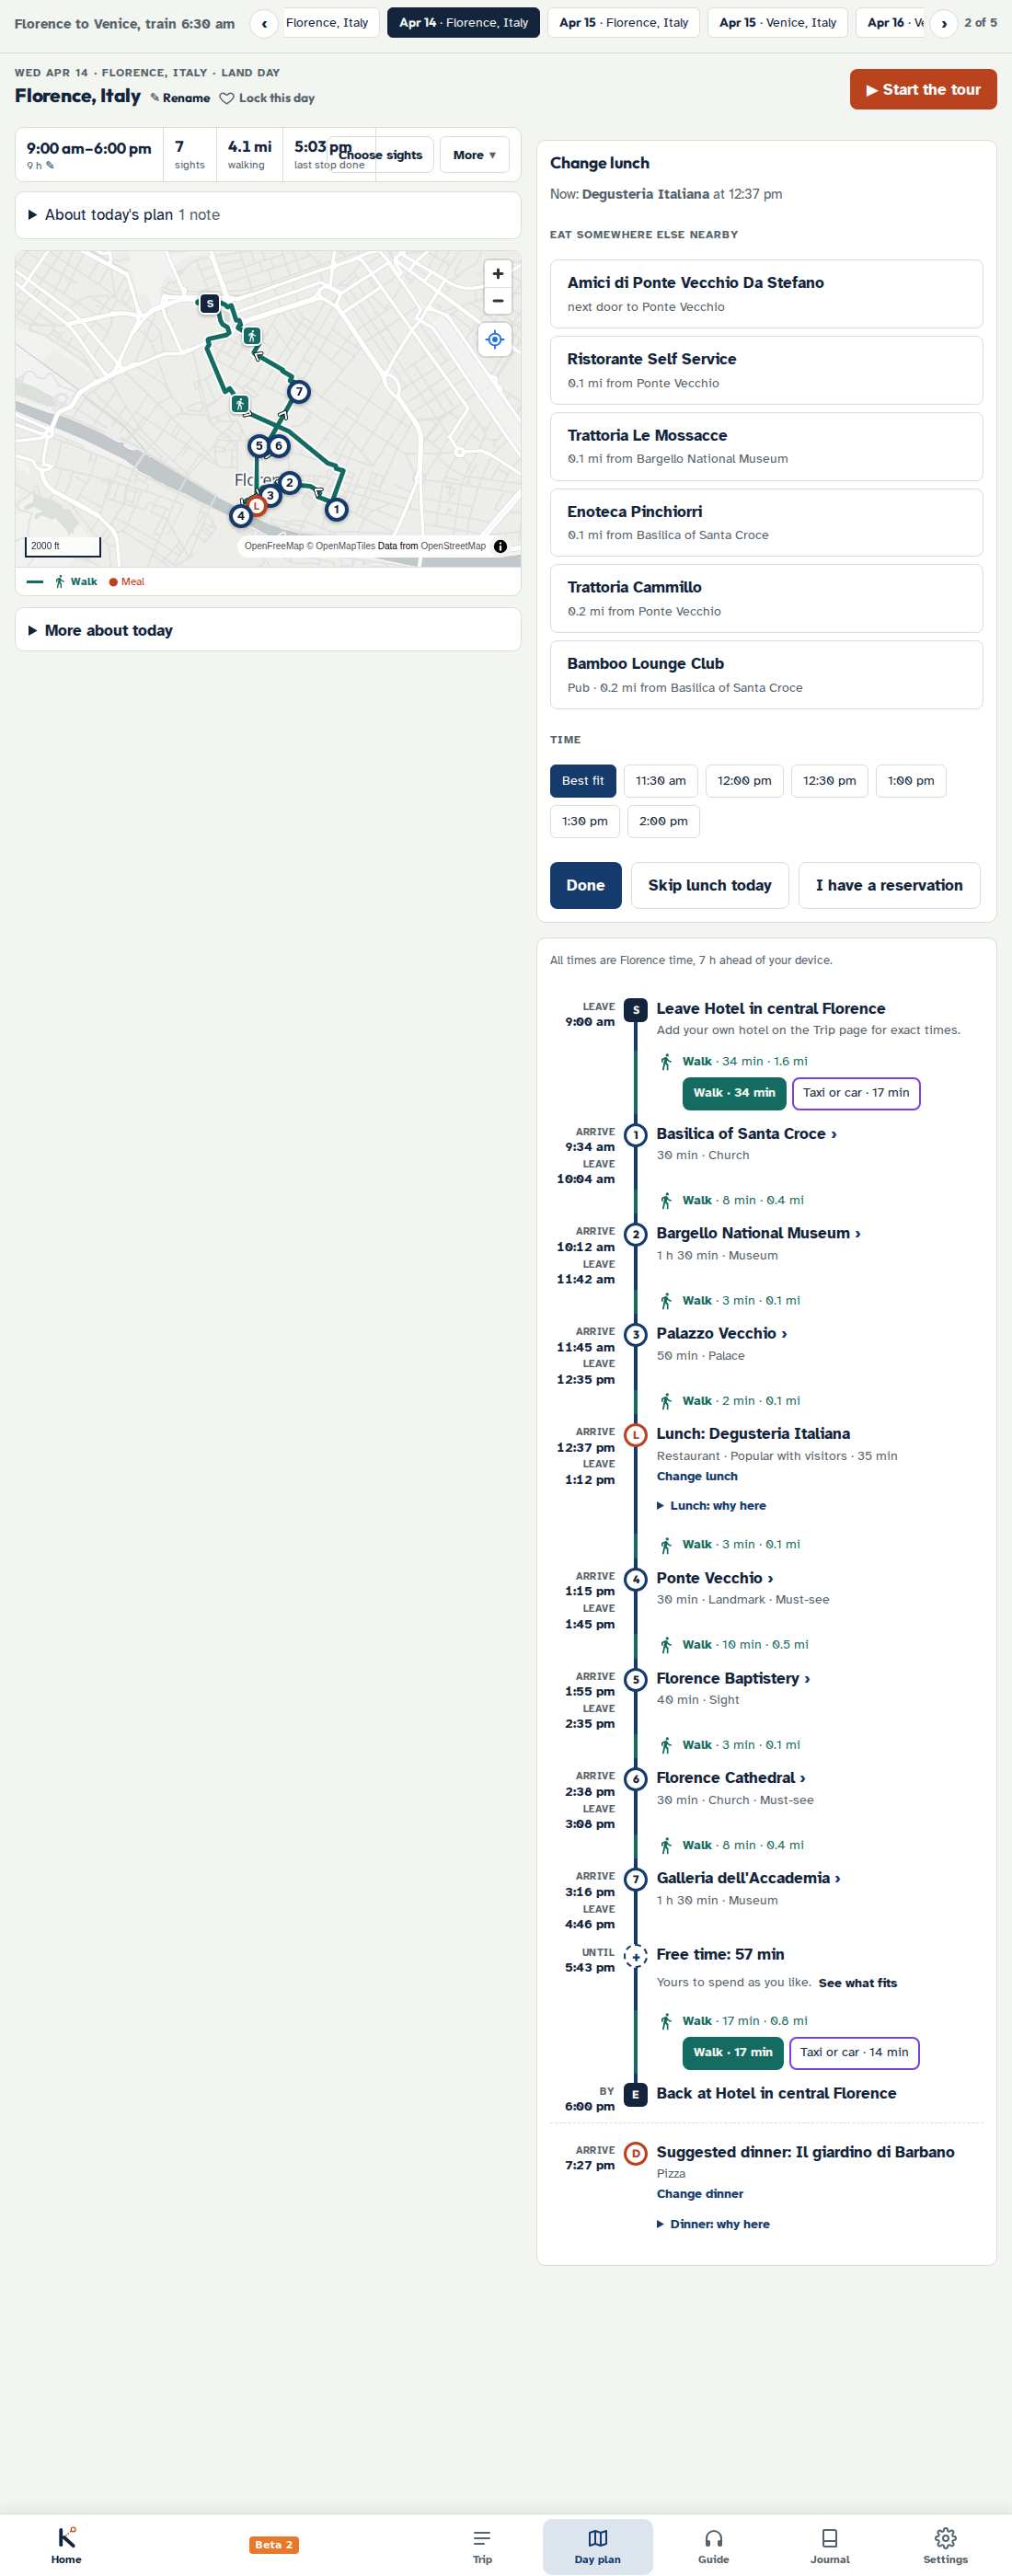 Florence to Venice, train 6:30 am
‹
Florence, Italy
Apr 14 · Florence, Italy
Apr 15 · Florence, Italy
Apr 15 · Venice, Italy
Apr 16 ·
›
2 of 5
WED APR 14 · FLORENCE, ITALY · LAND DAY
Florence, Italy ✎ Rename ♡ Lock this day
▶ Start the tour
9:00 am–6:00 pm
9 h ✎
7
sights
4.1 mi
walking
5:03 pm
last stop done
Choose sights
More ▾
▶ About today's plan 1 note
S
7
5
6
2
3
L
4
1
+
−
2000 ft
OpenFreeMap © OpenMapTiles Data from OpenStreetMap
Walk
Meal
▶ More about today
Change lunch
Now: Degusteria Italiana at 12:37 pm
EAT SOMEWHERE ELSE NEARBY
Amici di Ponte Vecchio Da Stefano
next door to Ponte Vecchio
Ristorante Self Service
0.1 mi from Ponte Vecchio
Trattoria Le Mossacce
0.1 mi from Bargello National Museum
Enoteca Pinchiorri
0.1 mi from Basilica of Santa Croce
Trattoria Cammillo
0.2 mi from Ponte Vecchio
Bamboo Lounge Club
Pub · 0.2 mi from Basilica of Santa Croce
TIME
Best fit
11:30 am
12:00 pm
12:30 pm
1:00 pm
1:30 pm
2:00 pm
Done
Skip lunch today
I have a reservation
All times are Florence time, 7 h ahead of your device.
LEAVE
9:00 am
S
Leave Hotel in central Florence
Add your own hotel on the Trip page for exact times.
Walk · 34 min · 1.6 mi
Walk · 34 min
Taxi or car · 17 min
ARRIVE
9:34 am
LEAVE
10:04 am
1
Basilica of Santa Croce ›
30 min · Church
Walk · 8 min · 0.4 mi
ARRIVE
10:12 am
LEAVE
11:42 am
2
Bargello National Museum ›
1 h 30 min · Museum
Walk · 3 min · 0.1 mi
ARRIVE
11:45 am
LEAVE
12:35 pm
3
Palazzo Vecchio ›
50 min · Palace
Walk · 2 min · 0.1 mi
ARRIVE
12:37 pm
LEAVE
1:12 pm
L
Lunch: Degusteria Italiana
Restaurant · Popular with visitors · 35 min
Change lunch
▶ Lunch: why here
Walk · 3 min · 0.1 mi
ARRIVE
1:15 pm
LEAVE
1:45 pm
4
Ponte Vecchio ›
30 min · Landmark · Must-see
Walk · 10 min · 0.5 mi
ARRIVE
1:55 pm
LEAVE
2:35 pm
5
Florence Baptistery ›
40 min · Sight
Walk · 3 min · 0.1 mi
ARRIVE
2:38 pm
LEAVE
3:08 pm
6
Florence Cathedral ›
30 min · Church · Must-see
Walk · 8 min · 0.4 mi
ARRIVE
3:16 pm
LEAVE
4:46 pm
7
Galleria dell'Accademia ›
1 h 30 min · Museum
UNTIL
5:43 pm
+
Free time: 57 min
Yours to spend as you like. See what fits
Walk · 17 min · 0.8 mi
Walk · 17 min
Taxi or car · 14 min
BY
6:00 pm
E
Back at Hotel in central Florence
ARRIVE
7:27 pm
D
Suggested dinner: Il giardino di Barbano
Pizza
Change dinner
▶ Dinner: why here
Home
Beta 2
Trip
Day plan
Guide
Journal
Settings